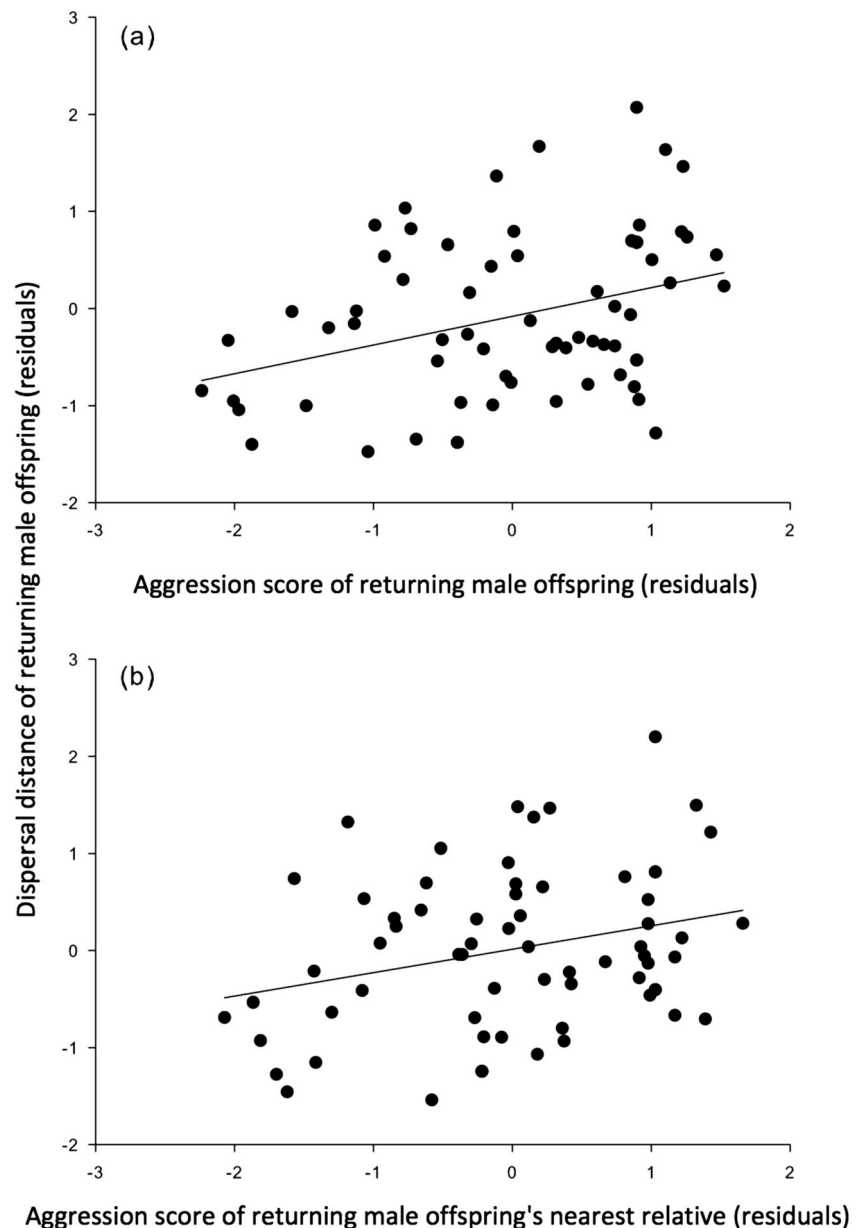 3
(a)
2
1
0
-1
-2
-3 -2 -1 0 1 2
Aggression score of returning male offspring (residuals)
Dispersal distance of returning male offspring (residuals)
3
(b)
2
1
0
-1
-2
-3 -2 -1 0 1 2
Aggression score of returning male offspring's nearest relative (residuals)